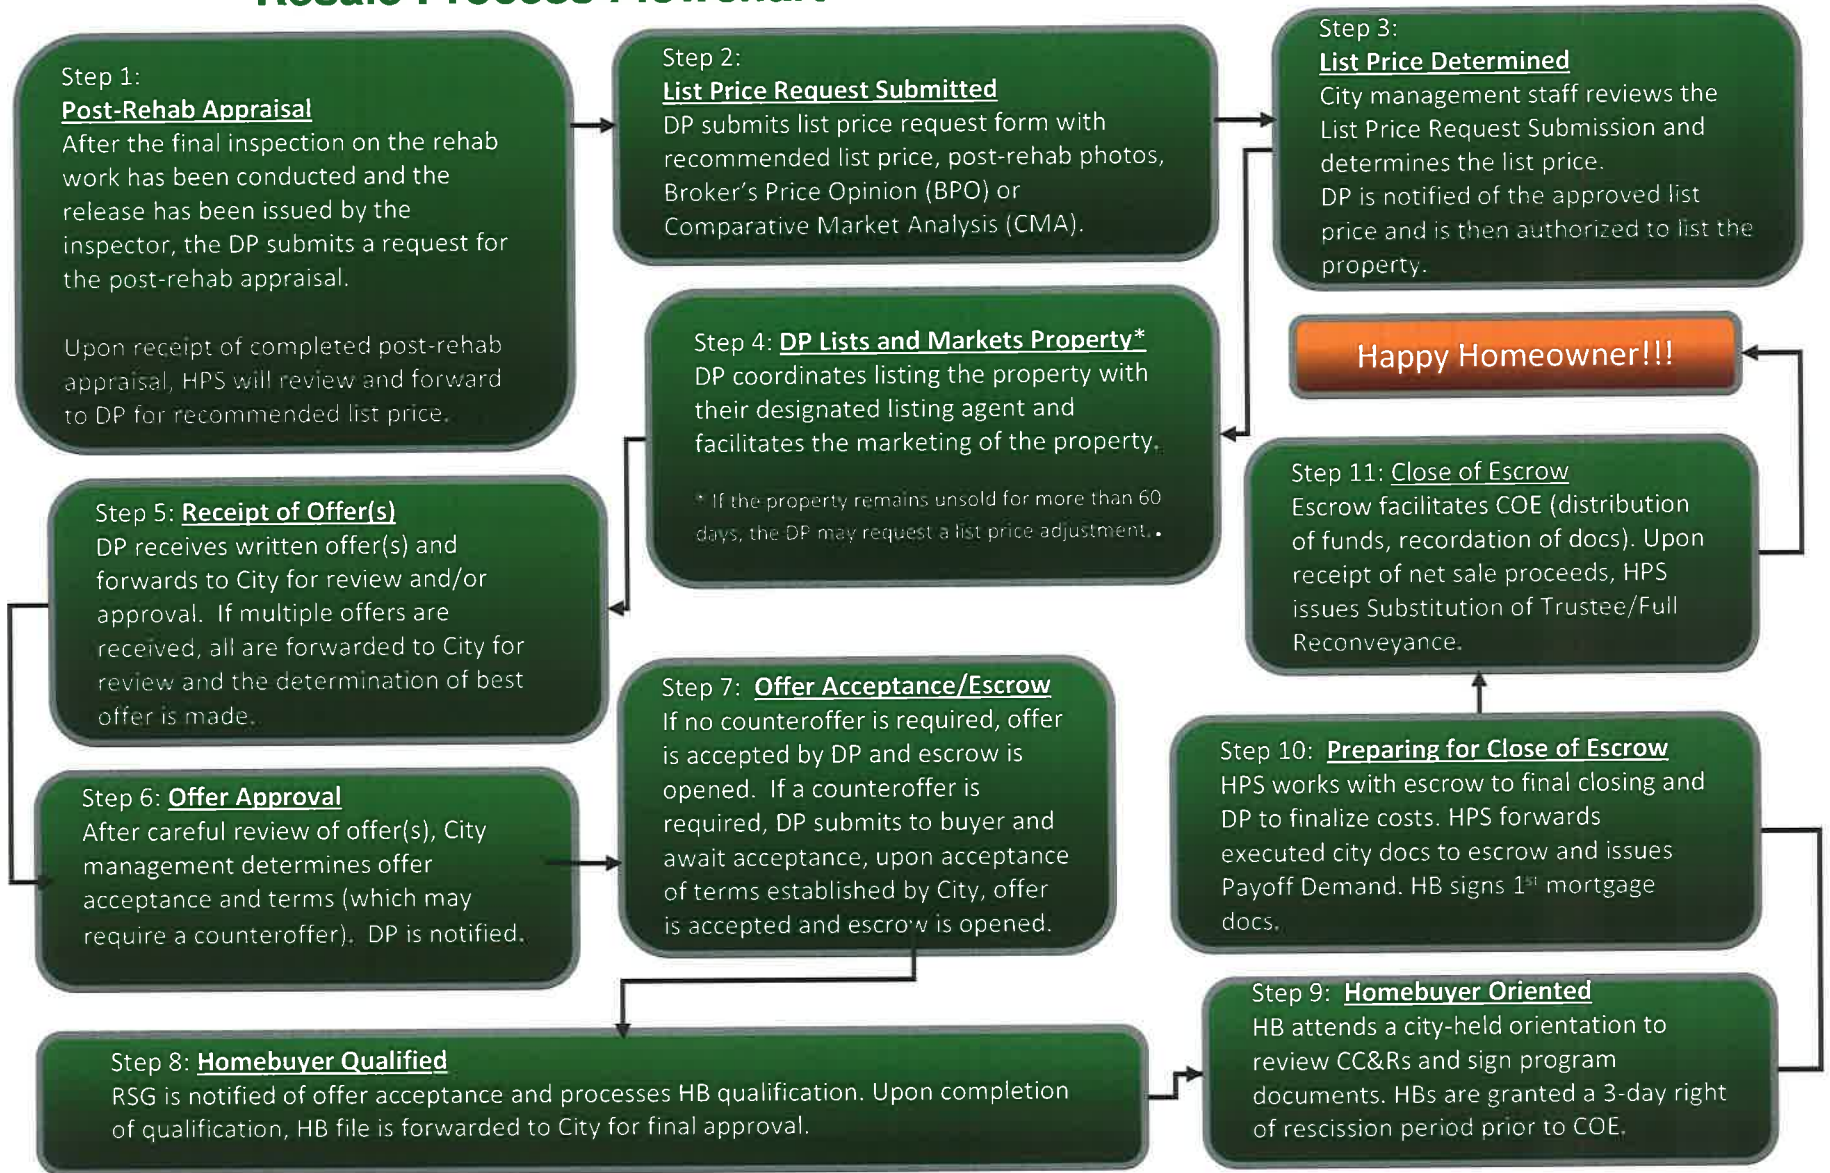 Resale Process Flowchart
Step 1:
Post-Rehab Appraisal
After the final inspection on the rehab
work has been conducted and the
release has been issued by the
inspector, the DP submits a request for
the post-rehab appraisal.
Upon receipt of completed post-rehab
appraisal, HPS will review and forward
to DP for recommended list price.
Step 2:
List Price Request Submitted
DP submits list price request form with
recommended list price, post-rehab photos,
Broker's Price Opinion (BPO) or
Comparative Market Analysis (CMA).
Step 3:
List Price Determined
City management staff reviews the
List Price Request Submission and
determines the list price.
DP is notified of the approved list
price and is then authorized to list the
property.
Step 4: DP Lists and Markets Property*
DP coordinates listing the property with
their designated listing agent and
facilitates the marketing of the property.
* If the property remains unsold for more than 60
days, the DP may request a list price adjustment. .
Step 5: Receipt of Offer(s)
DP receives written offer(s) and
forwards to City for review and/or
approval. If multiple offers are
received, all are forwarded to City for
review and the determination of best
offer is made.
Step 6: Offer Approval
After careful review of offer(s), City
management determines offer
acceptance and terms (which may
require a counteroffer). DP is notified.
Step 7: Offer Acceptance/Escrow
If no counteroffer is required, offer
is accepted by DP and escrow is
opened. If a counteroffer is
required, DP submits to buyer and
await acceptance, upon acceptance
of terms established by City, offer
is accepted and escrow is opened.
Step 8: Homebuyer Qualified
RSG is notified of offer acceptance and processes HB qualification. Upon completion
of qualification, HB file is forwarded to City for final approval.
Step 9: Homebuyer Oriented
HB attends a city-held orientation to
review CC&Rs and sign program
documents. HBs are granted a 3-day right
of rescission period prior to COE.
Step 10: Preparing for Close of Escrow
HPS works with escrow to final closing and
DP to finalize costs. HPS forwards
executed city docs to escrow and issues
Payoff Demand. HB signs 1st mortgage
docs.
Step 11: Close of Escrow
Escrow facilitates COE (distribution
of funds, recordation of docs). Upon
receipt of net sale proceeds, HPS
issues Substitution of Trustee/Full
Reconveyance.
Happy Homeowner!!!